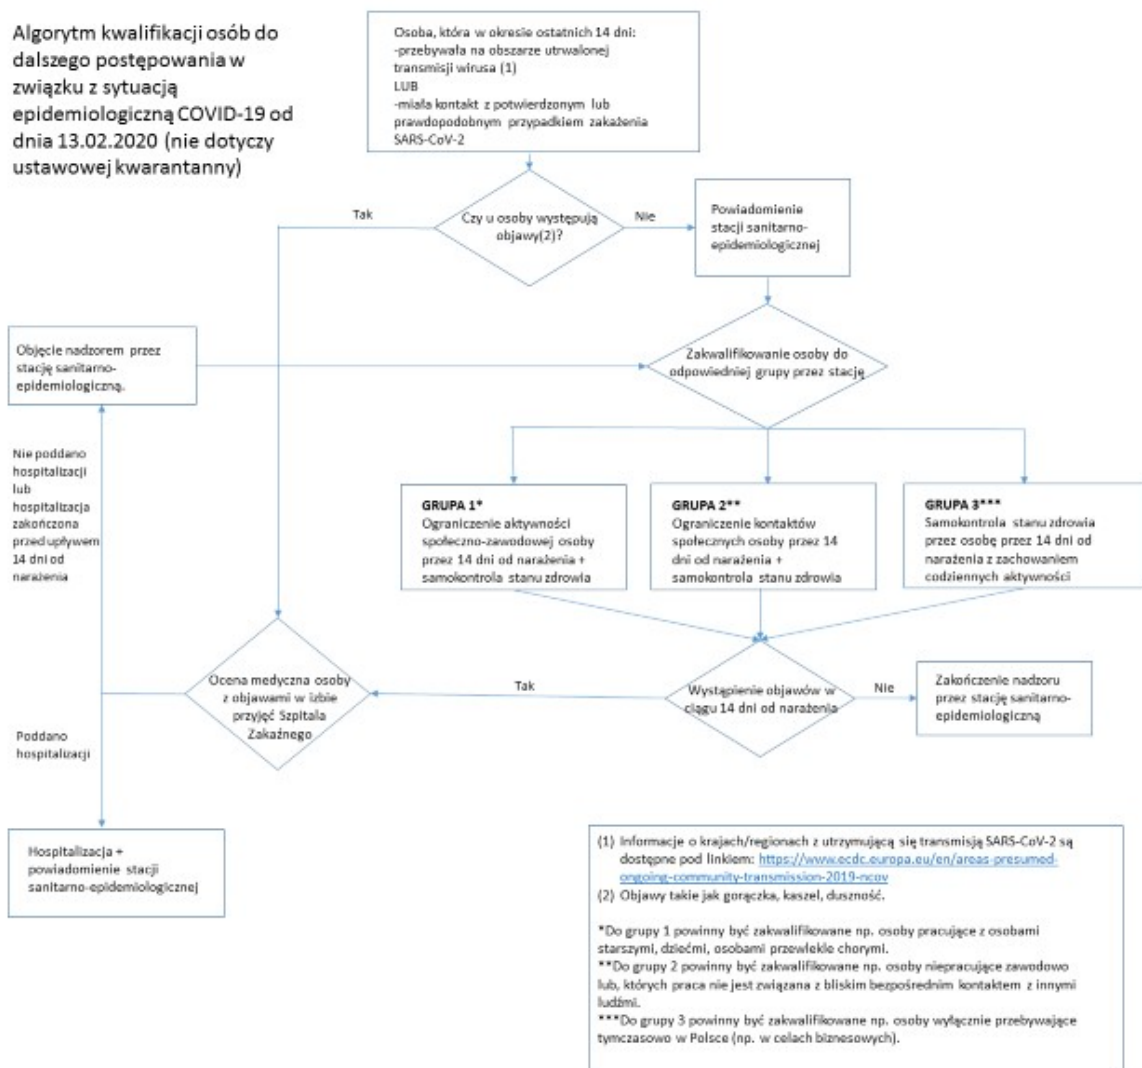 Algorytm kwalifikacji osób do
dalszego postępowania w
związku z sytuacją
epidemiologiczną COVID-19 od
dnia 13.02.2020 (nie dotyczy
ustawowej kwarantanny)
Osoba, która w okresie ostatnich 14 dni:
-przebywała na obszarze utrwalonej
transmisji wirusa (1)
LUB
-miała kontakt z potwierdzonym lub
prawdopodobnym przypadkiem zakażenia
SARS-CoV-2
Tak
Czy u osoby występują
objawy(2)?
Nie
Powiadomienie
stacji sanitarno-
epidemiologicznej
Objęcie nadzorem przez
stację sanitarno-
epidemiologiczną.
Zakwalifikowanie osoby do
odpowiedniej grupy przez stację
Nie poddano
hospitalizacji
lub
hospitalizacja
zakończona
przed upływem
14 dni od
narażenia
GRUPA 1*
Ograniczenie aktywności
społeczno-zawodowej osoby
przez 14 dni od narażenia +
samokontrola stanu zdrowia
GRUPA 2**
Ograniczenie kontaktów
społecznych osoby przez 14
dni od narażenia +
samokontrola stanu zdrowia
GRUPA 3***
Samokontrola stanu zdrowia
przez osobę przez 14 dni od
narażenia z zachowaniem
codziennych aktywności
Ocena medyczna osoby
z objawami w izbie
przyjęć Szpitala
Zakaźnego
Tak
Wystąpienie objawów w
ciągu 14 dni od narażenia
Nie
Zakończenie nadzoru
przez stację sanitarno-
epidemiologiczną
Poddano
hospitalizacji
Hospitalizacja +
powiadomienie stacji
sanitarno-epidemiologicznej
(1) Informacje o krajach/regionach z utrzymującą się transmisją SARS-CoV-2 są
dostępne pod linkiem: https://www.ecdc.europa.eu/en/areas-presumed-
ongoing-community-transmission-2019-ncov
(2) Objawy takie jak gorączka, kaszel, duszność.
*Do grupy 1 powinny być zakwalifikowane np. osoby pracujące z osobami
starszymi, dziećmi, osobami przewlekle chorymi.
**Do grupy 2 powinny być zakwalifikowane np. osoby niepracujące zawodowo
lub, których praca nie jest związana z bliskim bezpośrednim kontaktem z innymi
ludźmi.
***Do grupy 3 powinny być zakwalifikowane np. osoby wyłącznie przebywające
tymczasowo w Polsce (np. w celach biznesowych).